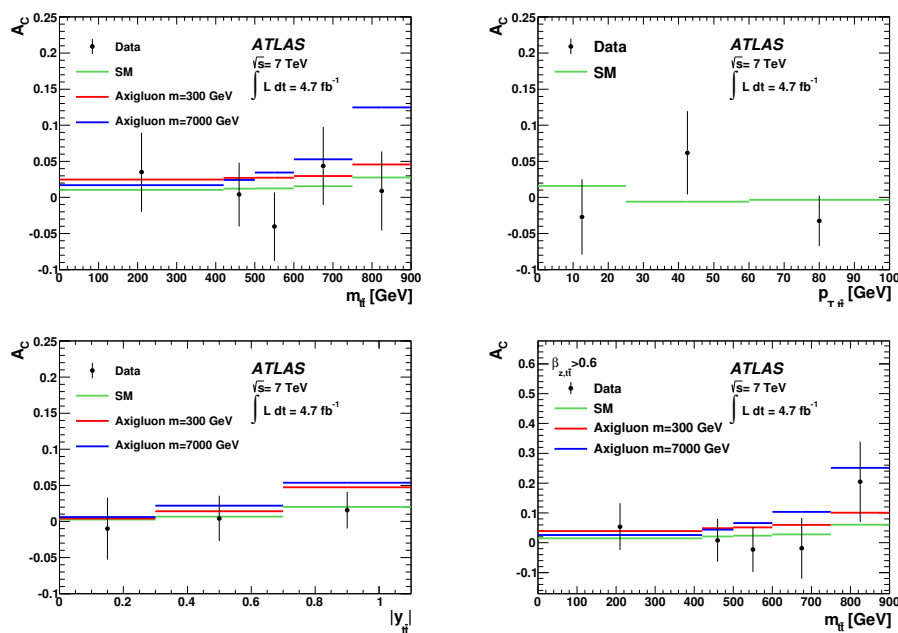 A_C
0.25
0.2
0.15
0.1
0.05
0
-0.05
-0.1
Data
SM
Axigluon m=300 GeV
Axigluon m=7000 GeV
ATLAS
√s= 7 TeV
∫ L dt = 4.7 fb⁻¹
0 100 200 300 400 500 600 700 800 900
m_{tt̄} [GeV]
A_C
0.25
0.2
0.15
0.1
0.05
0
-0.05
-0.1
Data
SM
ATLAS
√s= 7 TeV
∫ L dt = 4.7 fb⁻¹
0 10 20 30 40 50 60 70 80 90 100
p_{T,tt̄} [GeV]
A_C
0.25
0.2
0.15
0.1
0.05
0
-0.05
-0.1
Data
SM
Axigluon m=300 GeV
Axigluon m=7000 GeV
ATLAS
√s= 7 TeV
∫ L dt = 4.7 fb⁻¹
0 0.2 0.4 0.6 0.8 1
|y_{tt̄}|
A_C
0.6
0.5
0.4
0.3
0.2
0.1
0
-0.1
β_{z,tt̄}>0.6
Data
SM
Axigluon m=300 GeV
Axigluon m=7000 GeV
ATLAS
√s= 7 TeV
∫ L dt = 4.7 fb⁻¹
0 100 200 300 400 500 600 700 800 900
m_{tt̄} [GeV]